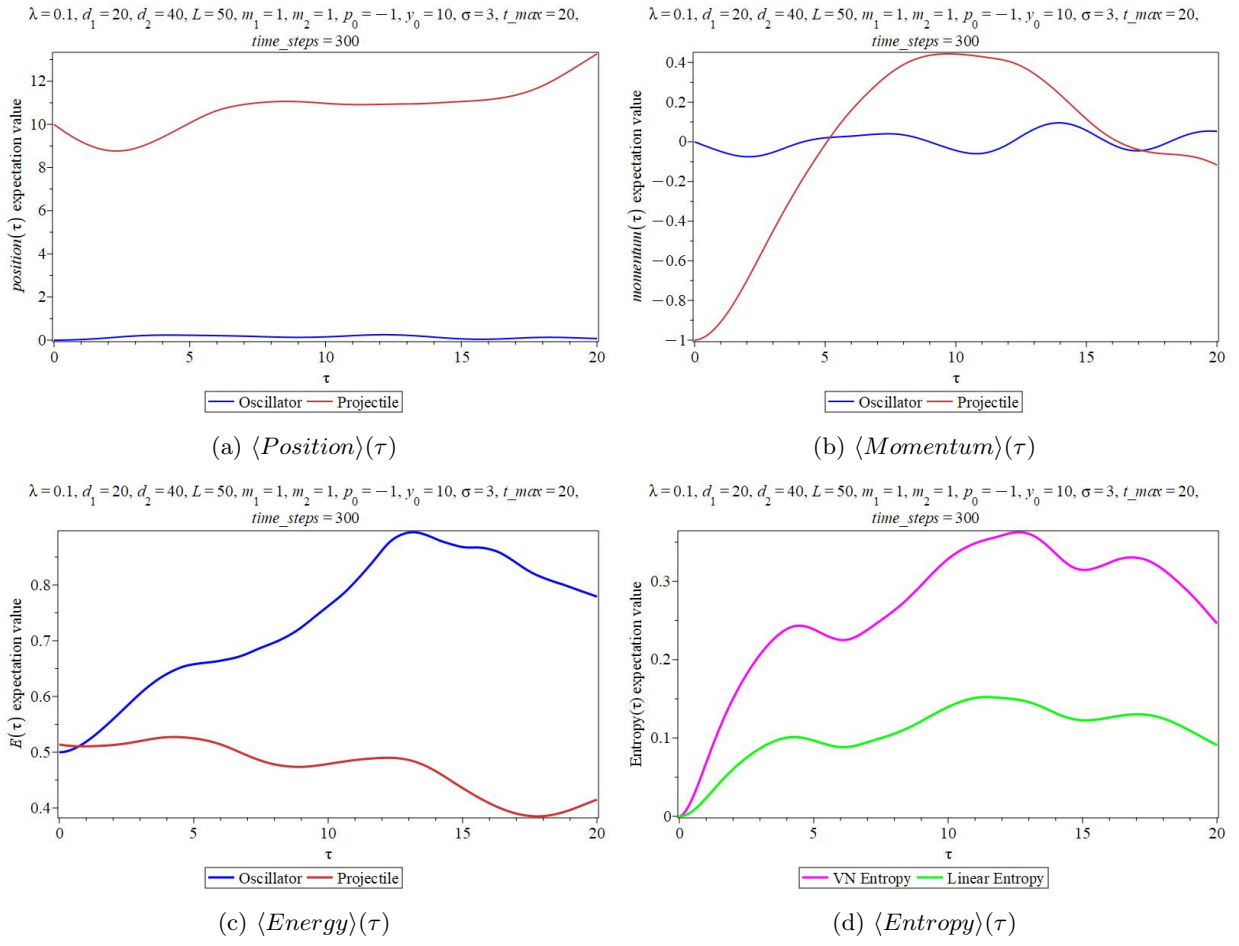 λ = 0.1, d₁ = 20, d₂ = 40, L = 50, m₁ = 1, m₂ = 1, p₀ = −1, y₀ = 10, σ = 3, t_max = 20,
time_steps = 300
position(τ) expectation value
12
10
8
6
4
2
0
0 5 10 15 20
τ
Oscillator Projectile
(a) ⟨Position⟩(τ)
λ = 0.1, d₁ = 20, d₂ = 40, L = 50, m₁ = 1, m₂ = 1, p₀ = −1, y₀ = 10, σ = 3, t_max = 20,
time_steps = 300
momentum(τ) expectation value
0.4
0.2
0
−0.2
−0.4
−0.6
−0.8
−1
0 5 10 15 20
τ
Oscillator Projectile
(b) ⟨Momentum⟩(τ)
λ = 0.1, d₁ = 20, d₂ = 40, L = 50, m₁ = 1, m₂ = 1, p₀ = −1, y₀ = 10, σ = 3, t_max = 20,
time_steps = 300
E(τ) expectation value
0.8
0.7
0.6
0.5
0.4
0 5 10 15 20
τ
Oscillator Projectile
(c) ⟨Energy⟩(τ)
λ = 0.1, d₁ = 20, d₂ = 40, L = 50, m₁ = 1, m₂ = 1, p₀ = −1, y₀ = 10, σ = 3, t_max = 20,
time_steps = 300
Entropy(τ) expectation value
0.3
0.2
0.1
0
0 5 10 15 20
τ
VN Entropy Linear Entropy
(d) ⟨Entropy⟩(τ)